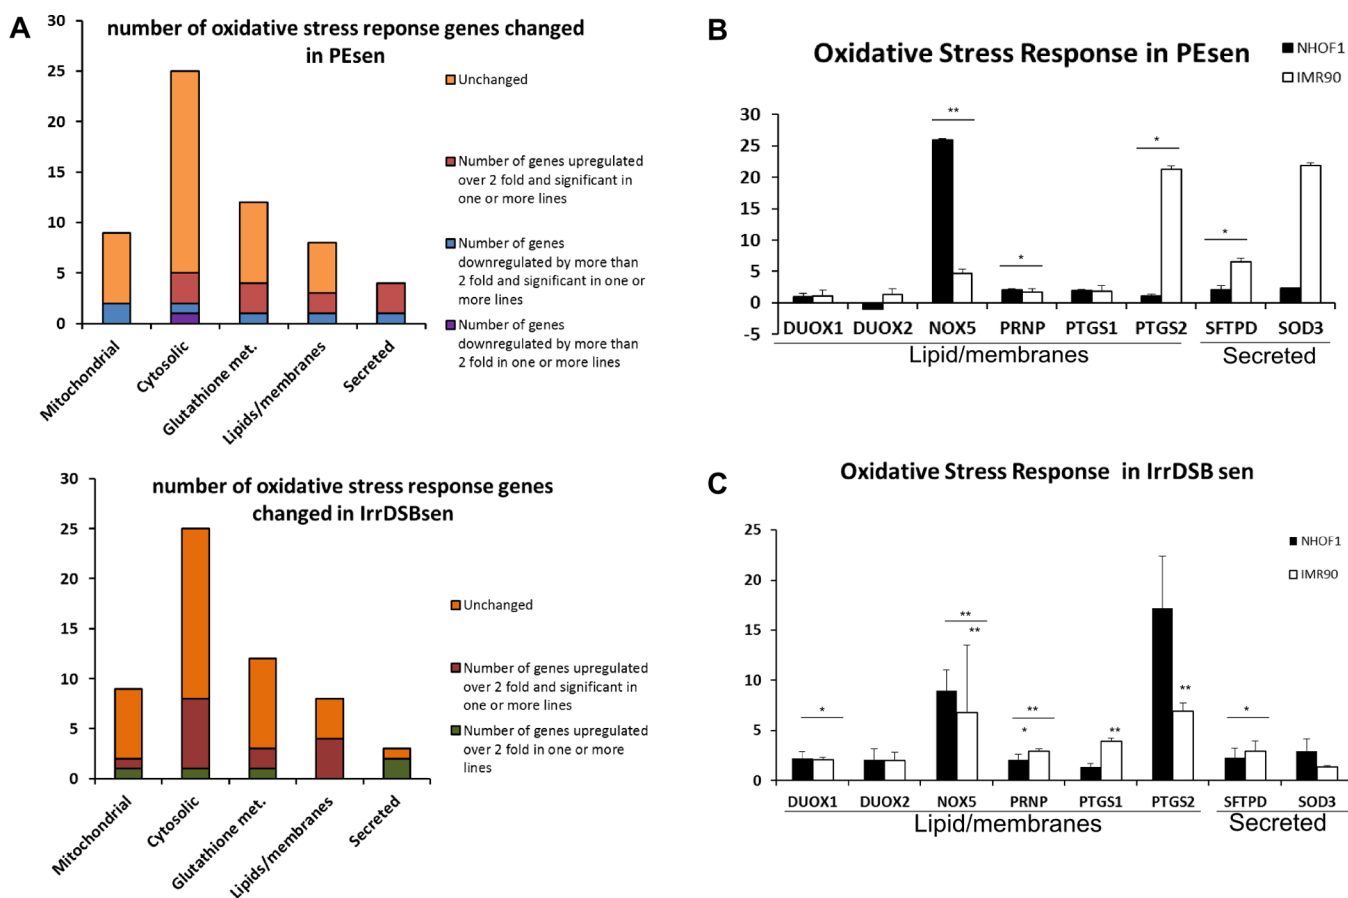 A
number of oxidative stress reponse genes changed
in PEsen
30
25
20
15
10
5
0
Mitochondrial
Cytosolic
Glutathione met.
Lipids/membranes
Secreted
Unchanged
Number of genes upregulated
over 2 fold and significant in
one or more lines
Number of genes
downregulated by more than
2 fold and significant in one or
more lines
Number of genes
downregulated by more than
2 fold in one or more lines
number of oxidative stress response genes
changed in IrrDSBsen
30
25
20
15
10
5
0
Mitochondrial
Cytosolic
Glutathione met.
Lipids/membranes
Secreted
Unchanged
Number of genes upregulated
over 2 fold and significant in
one or more lines
Number of genes upregulated
over 2 fold in one or more
lines
B
Oxidative Stress Response in PEsen
NHOF1
IMR90
30
25
20
15
10
5
0
-5
**
*
*
*
DUOX1 DUOX2 NOX5 PRNP PTGS1 PTGS2 SFTPD SOD3
Lipid/membranes Secreted
C
Oxidative Stress Response in IrrDSB sen
NHOF1
IMR90
25
20
15
10
5
0
*
**
**
**
*
**
**
*
DUOX1 DUOX2 NOX5 PRNP PTGS1 PTGS2 SFTPD SOD3
Lipid/membranes Secreted